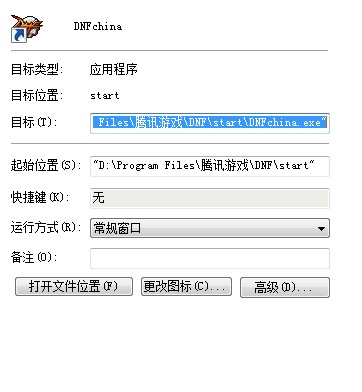 DNFchina
目标类型: 应用程序
目标位置: start
目标(T): Files\腾讯游戏\DNF\start\DNFchina.exe"
起始位置(S): "D:\Program Files\腾讯游戏\DNF\start"
快捷键(K): 无
运行方式(R): 常规窗口
备注(O):
打开文件位置(F) 更改图标(C)... 高级(D)...